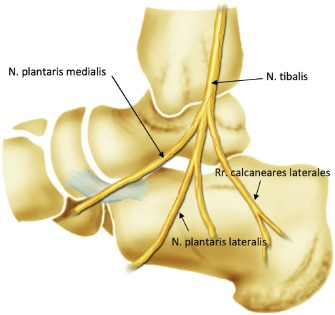 N. plantaris medialis
N. tibalis
Rr. calcaneares laterales
N. plantaris lateralis